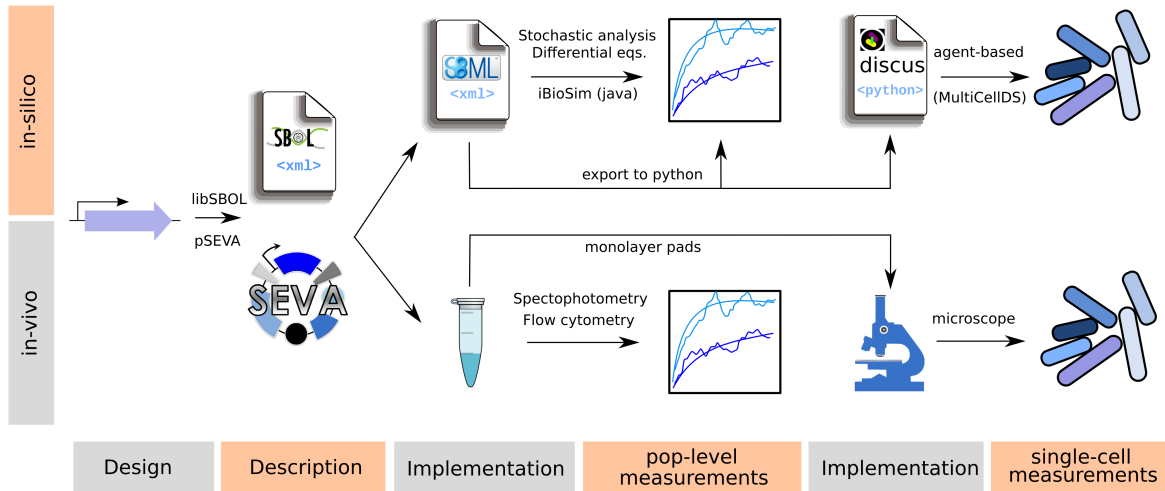 in-silico
in-vivo
libSBOL
pSEVA
SBOL
<xml>
SEVA
SBML
<xml>
Stochastic analysis
Differential eqs.
iBioSim (java)
export to python
discus
<python>
agent-based
(MultiCellDS)
monolayer pads
Spectophotometry
Flow cytometry
microscope
Design
Description
Implementation
pop-level
measurements
Implementation
single-cell
measurements